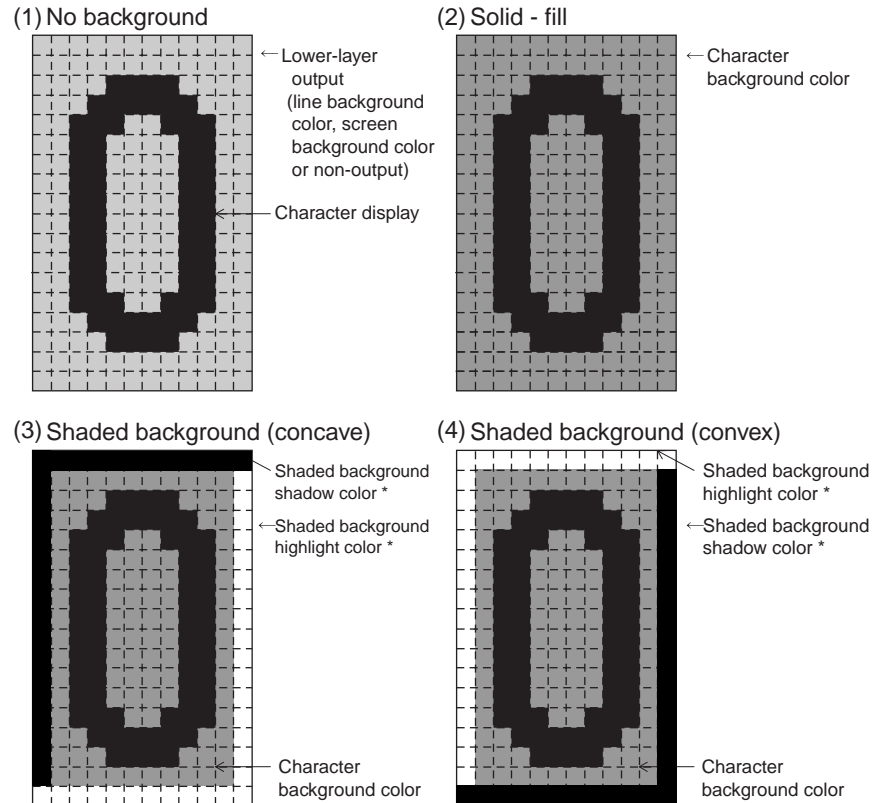 (1) No background
Lower-layer
output
(line background
color, screen
background color
or non-output)
Character display
(2) Solid - fill
Character
background color
(3) Shaded background (concave)
Shaded background
shadow color *
Shaded background
highlight color *
Character
background color
(4) Shaded background (convex)
Shaded background
highlight color *
Shaded background
shadow color *
Character
background color